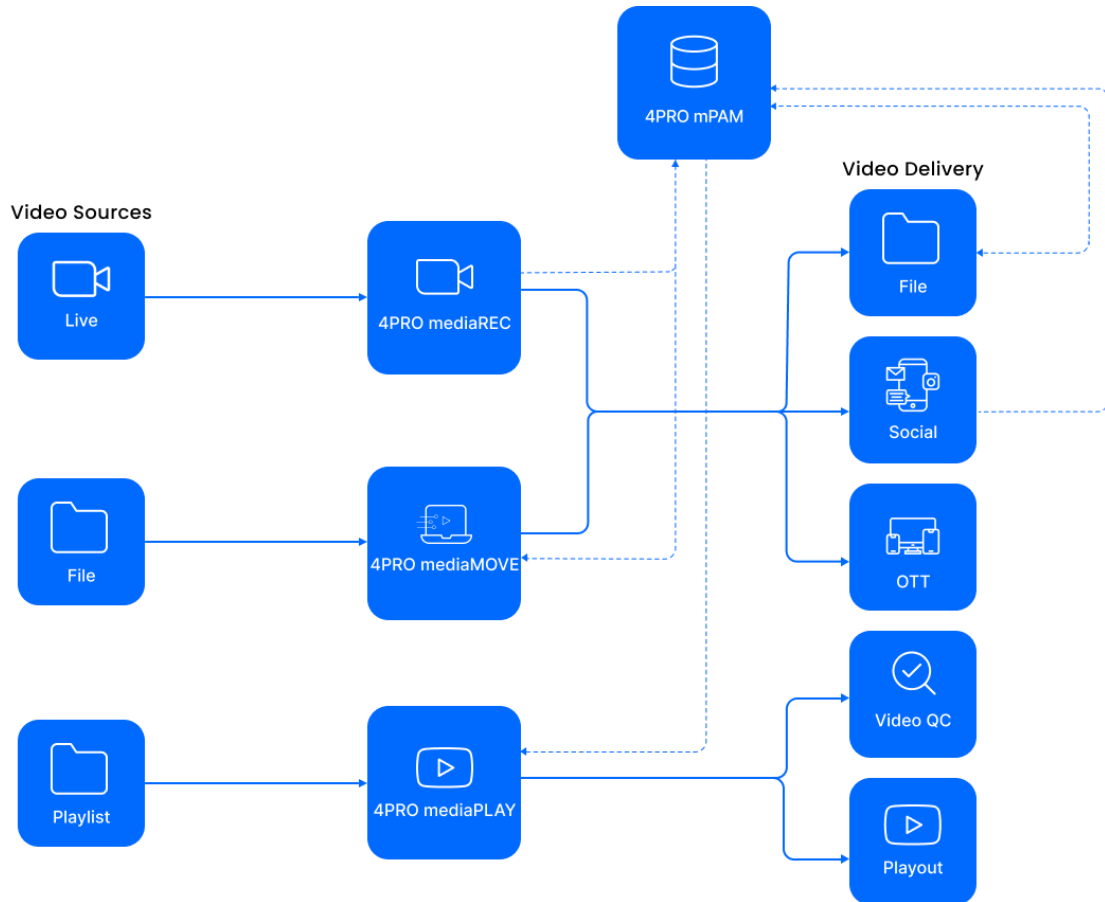 4PRO mPAM
Video Delivery
Video Sources
File
Live
4PRO mediaREC
Social
File
4PRO mediaMOVE
OTT
Video QC
Playlist
4PRO mediaPLAY
Playout